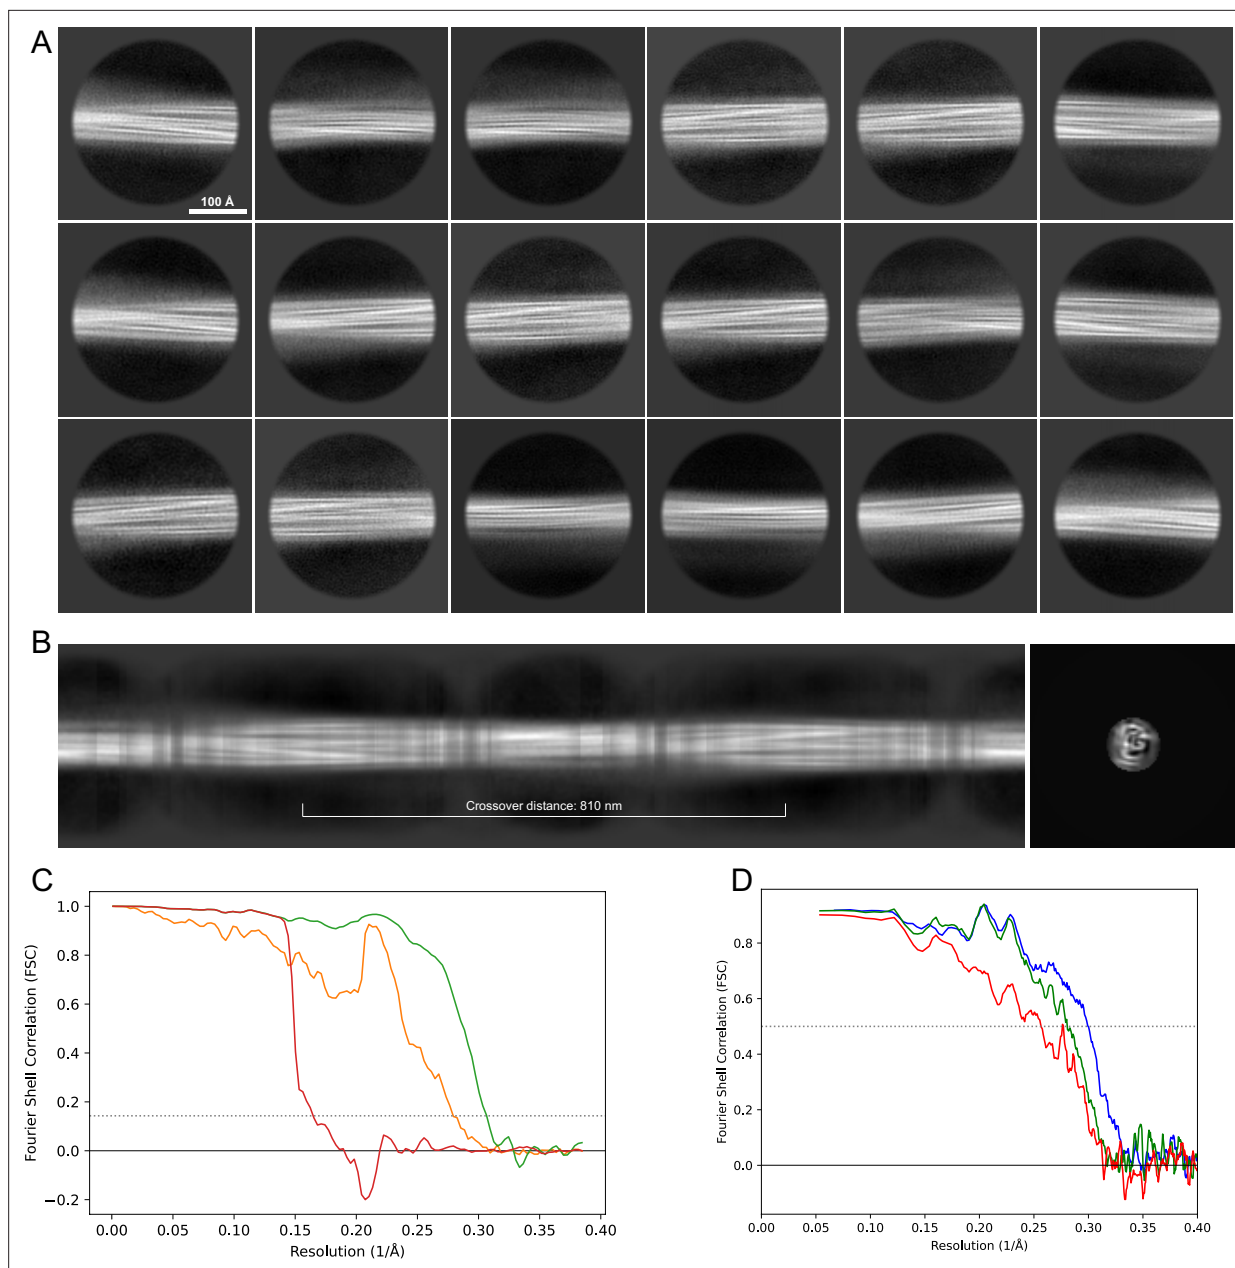 A
100 Å
B
Crossover distance: 810 nm
C
D
1.0
0.8
0.6
0.4
0.2
0.0
−0.2
Fourier Shell Correlation (FSC)
0.00 0.05 0.10 0.15 0.20 0.25 0.30 0.35 0.40
Resolution (1/Å)
0.8
0.6
0.4
0.2
0.0
Fourier Shell Correlation (FSC)
0.00 0.05 0.10 0.15 0.20 0.25 0.30 0.35 0.40
Resolution (1/Å)